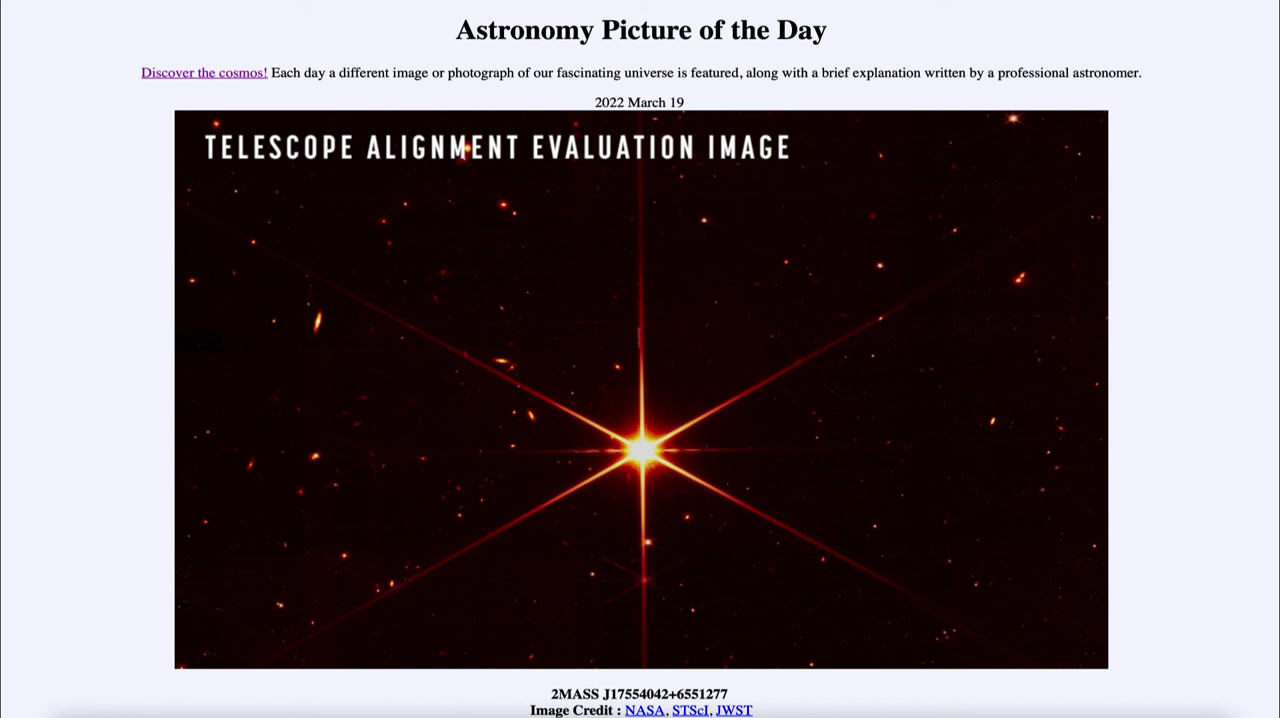 Astronomy Picture of the Day
Discover the cosmos! Each day a different image or photograph of our fascinating universe is featured, along with a brief explanation written by a professional astronomer.
2022 March 19
TELESCOPE ALIGNMENT EVALUATION IMAGE
2MASS J17554042+6551277
Image Credit : NASA, STScI, JWST